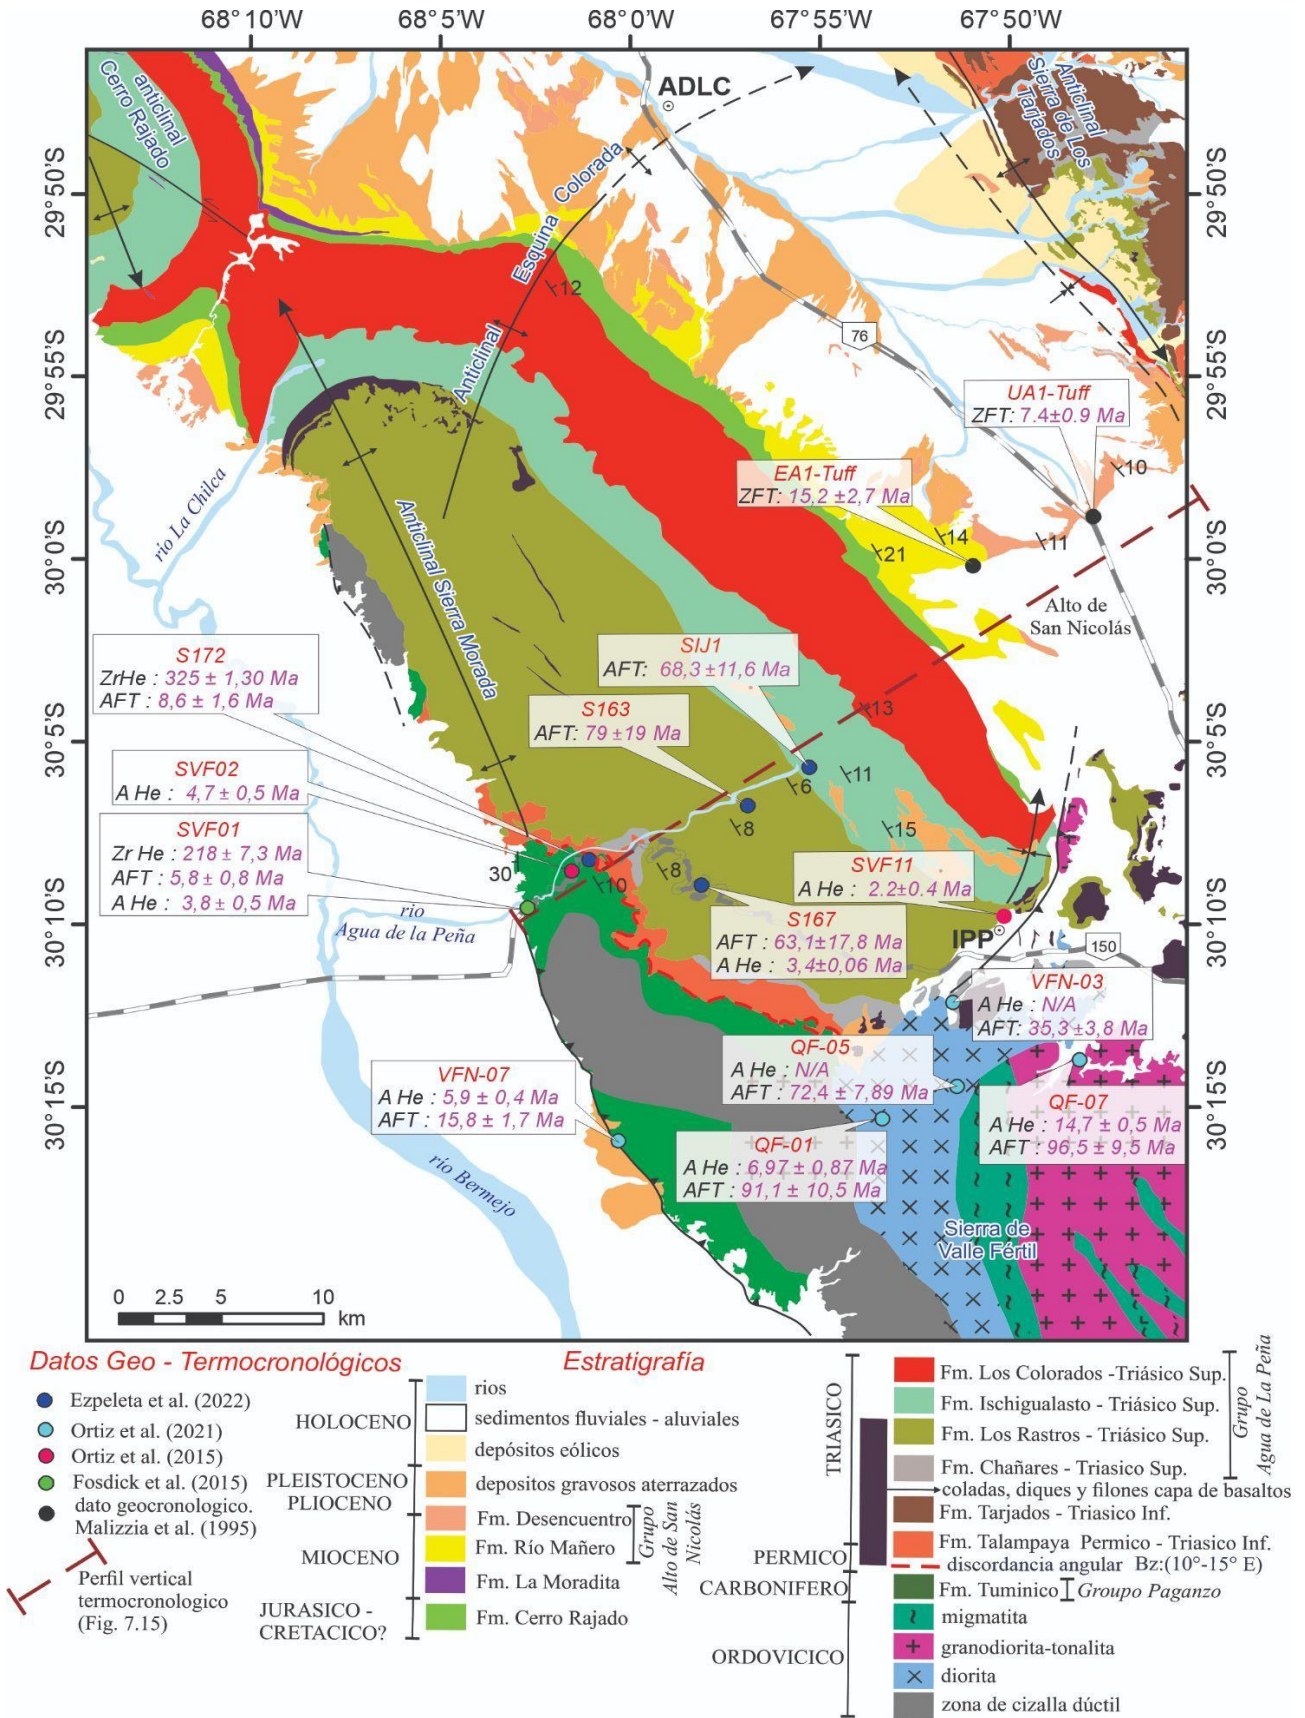 68°10'W 68°5'W 68°0'W 67°55'W 67°50'W
anticlinal
Cerro Rajado
ADLC
Anticlinal
Sierra de Los
Tarjados
29°50'S
29°50'S
Anticlinal Esquina Colorada
12
76
29°55'S
29°55'S
UA1-Tuff
ZFT: 7.4±0.9 Ma
EA1-Tuff
ZFT: 15,2 ±2,7 Ma
10
14
11
21
río La Chilca
30°0'S
30°0'S
Anticlinal Sierra Morada
Alto de
San Nicolás
S172
ZrHe : 325 ± 1,30 Ma
AFT : 8,6 ± 1,6 Ma
SIJ1
AFT: 68,3 ±11,6 Ma
S163
AFT: 79 ±19 Ma
13
30°5'S
30°5'S
SVF02
A He : 4,7 ± 0,5 Ma
11
6
8
15
SVF01
Zr He : 218 ± 7,3 Ma
AFT : 5,8 ± 0,8 Ma
A He : 3,8 ± 0,5 Ma
30
10
8
SVF11
A He : 2.2±0.4 Ma
30°10'S
30°10'S
rio
Agua de la Peña
S167
AFT : 63,1±17,8 Ma
A He : 3,4±0,06 Ma
IPP
150
VFN-03
A He : N/A
AFT: 35,3 ±3,8 Ma
QF-05
A He : N/A
AFT : 72,4 ± 7,89 Ma
VFN-07
A He : 5,9 ± 0,4 Ma
AFT : 15,8 ± 1,7 Ma
30°15'S
30°15'S
QF-07
A He : 14,7 ± 0,5 Ma
AFT : 96,5 ± 9,5 Ma
QF-01
A He : 6,97 ± 0,87 Ma
AFT : 91,1 ± 10,5 Ma
río Bermejo
Sierra de
Valle Fértil
0 2.5 5 10
km
Datos Geo - Termocronológicos
Ezpeleta et al. (2022)
Ortiz et al. (2021)
Ortiz et al. (2015)
Fosdick et al. (2015)
dato geocronologico.
Malizzia et al. (1995)
Perfil vertical
termocronologico
(Fig. 7.15)
Estratigrafía
HOLOCENO
rios
sedimentos fluviales - aluviales
depósitos eólicos
PLEISTOCENO
PLIOCENO
depositos gravosos aterrazados
MIOCENO
Fm. Desencuentro
Fm. Río Mañero
Grupo
Alto de San
Nicolás
Fm. La Moradita
JURASICO -
CRETACICO?
Fm. Cerro Rajado
TRIASICO
Fm. Los Colorados -Triásico Sup.
Fm. Ischigualasto - Triásico Sup.
Fm. Los Rastros - Triásico Sup.
Fm. Chañares - Triasico Sup.
Grupo
Agua de La Peña
coladas, diques y filones capa de basaltos
Fm. Tarjados - Triasico Inf.
Fm. Talampaya Permico - Triasico Inf.
PERMICO
discordancia angular Bz:(10°-15° E)
CARBONIFERO
Fm. Tuminico
Groupo Paganzo
ORDOVICICO
migmatita
granodiorita-tonalita
diorita
zona de cizalla dúctil